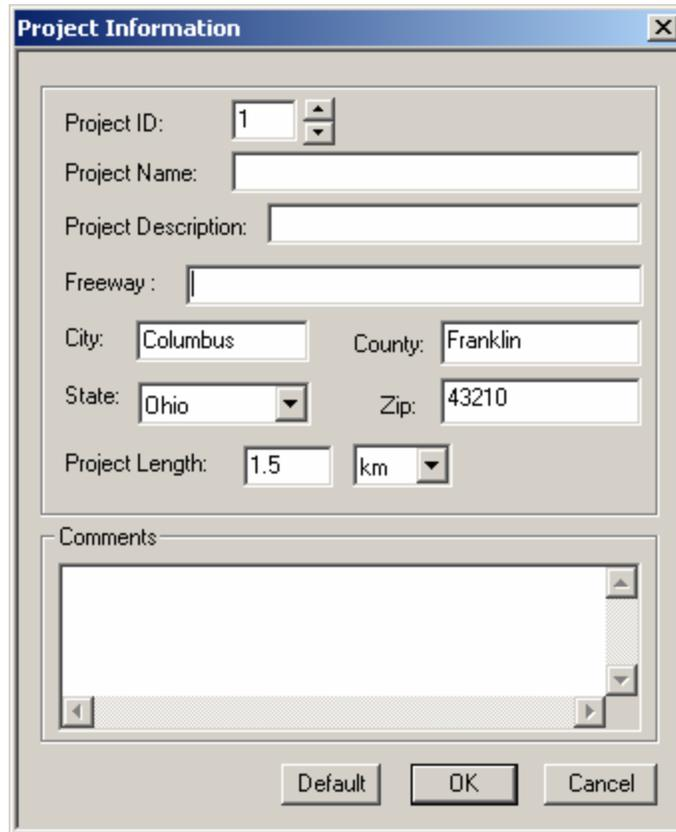 Project Information
Project ID: 1
Project Name:
Project Description:
Freeway :
City: Columbus County: Franklin
State: Ohio Zip: 43210
Project Length: 1.5 km
Comments
Default OK Cancel